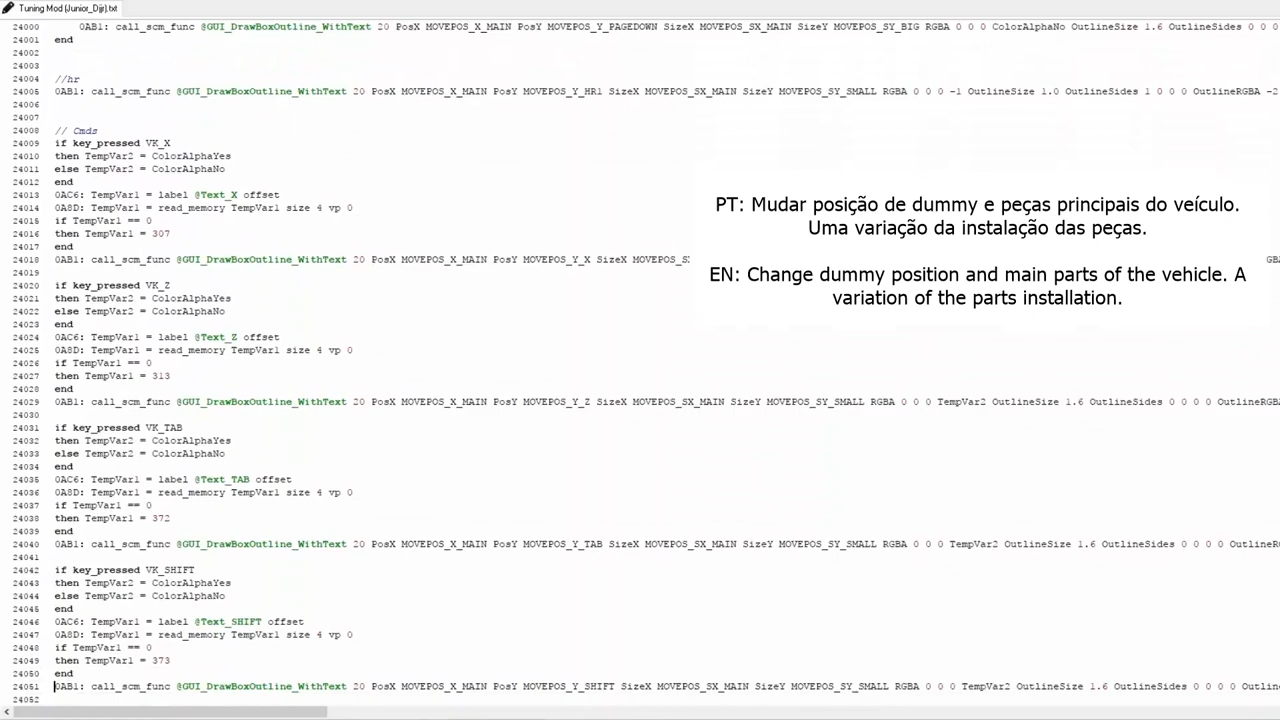 Tuning Mod (Junior_Djjr).txt
24000 0AB1: call_scm_func @GUI_DrawBoxOutline_WithText 20 PosX MOVEPOS_X_MAIN PosY MOVEPOS_Y_PAGEDOWN SizeX MOVEPOS_SX_MAIN SizeY MOVEPOS_SY_BIG RGBA 0 0 0 ColorAlphaNo OutlineSize 1.6 OutlineSides 0 0 0
24001 end
24002
24003
24004 //hr
24005 0AB1: call_scm_func @GUI_DrawBoxOutline_WithText 20 PosX MOVEPOS_X_MAIN PosY MOVEPOS_Y_HR1 SizeX MOVEPOS_SX_MAIN SizeY MOVEPOS_SY_SMALL RGBA 0 0 0 -1 OutlineSize 1.0 OutlineSides 1 0 0 0 OutlineRGBA -2
24006
24007
24008 // Cmds
24009 if key_pressed VK_X
24010 then TempVar2 = ColorAlphaYes
24011 else TempVar2 = ColorAlphaNo
24012 end
24013 0AC6: TempVar1 = label @Text_X offset
24014 0A8D: TempVar1 = read_memory TempVar1 size 4 vp 0
24015 if TempVar1 == 0
24016 then TempVar1 = 307
24017 end
24018 0AB1: call_scm_func @GUI_DrawBoxOutline_WithText 20 PosX MOVEPOS_X_MAIN PosY MOVEPOS_Y_X SizeX MOVEPOS_S
24019
24020 if key_pressed VK_Z
24021 then TempVar2 = ColorAlphaYes
24022 else TempVar2 = ColorAlphaNo
24023 end
24024 0AC6: TempVar1 = label @Text_Z offset
24025 0A8D: TempVar1 = read_memory TempVar1 size 4 vp 0
24026 if TempVar1 == 0
24027 then TempVar1 = 313
24028 end
24029 0AB1: call_scm_func @GUI_DrawBoxOutline_WithText 20 PosX MOVEPOS_X_MAIN PosY MOVEPOS_Y_Z SizeX MOVEPOS_SX_MAIN SizeY MOVEPOS_SY_SMALL RGBA 0 0 0 TempVar2 OutlineSize 1.6 OutlineSides 0 0 0 0 OutlineRGBA
24030
24031 if key_pressed VK_TAB
24032 then TempVar2 = ColorAlphaYes
24033 else TempVar2 = ColorAlphaNo
24034 end
24035 0AC6: TempVar1 = label @Text_TAB offset
24036 0A8D: TempVar1 = read_memory TempVar1 size 4 vp 0
24037 if TempVar1 == 0
24038 then TempVar1 = 372
24039 end
24040 0AB1: call_scm_func @GUI_DrawBoxOutline_WithText 20 PosX MOVEPOS_X_MAIN PosY MOVEPOS_Y_TAB SizeX MOVEPOS_SX_MAIN SizeY MOVEPOS_SY_SMALL RGBA 0 0 0 TempVar2 OutlineSize 1.6 OutlineSides 0 0 0 0 OutlineRG
24041
24042 if key_pressed VK_SHIFT
24043 then TempVar2 = ColorAlphaYes
24044 else TempVar2 = ColorAlphaNo
24045 end
24046 0AC6: TempVar1 = label @Text_SHIFT offset
24047 0A8D: TempVar1 = read_memory TempVar1 size 4 vp 0
24048 if TempVar1 == 0
24049 then TempVar1 = 373
24050 end
24051 0AB1: call_scm_func @GUI_DrawBoxOutline_WithText 20 PosX MOVEPOS_X_MAIN PosY MOVEPOS_Y_SHIFT SizeX MOVEPOS_SX_MAIN SizeY MOVEPOS_SY_SMALL RGBA 0 0 0 TempVar2 OutlineSize 1.6 OutlineSides 0 0 0 0 Outlin
24052
PT: Mudar posição de dummy e peças principais do veículo.
Uma variação da instalação das peças.
EN: Change dummy position and main parts of the vehicle. A
variation of the parts installation.